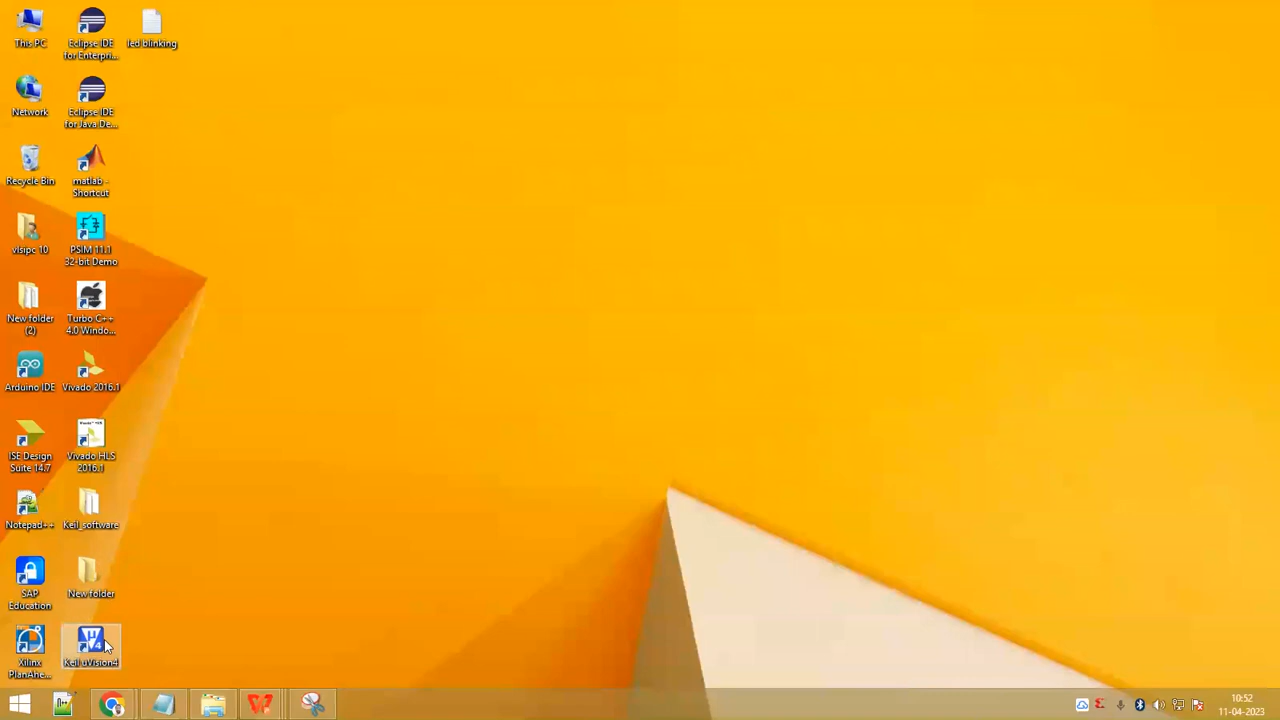 This PC
Eclipse IDE
for Enterpri...
led blinking
Network
Eclipse IDE
for Java De...
Recycle Bin
matlab -
Shortcut
vlsipc 10
PSIM 11.1
32-bit Demo
New folder
(2)
Turbo C++
4.0 Windo...
Arduino IDE
Vivado 2016.1
ISE Design
Suite 14.7
Vivado HLS
2016.1
Notepad++
Keil_software
SAP
Education
New folder
Xilinx
PlanAhe...
Keil uVision4
10:52
11-04-2023